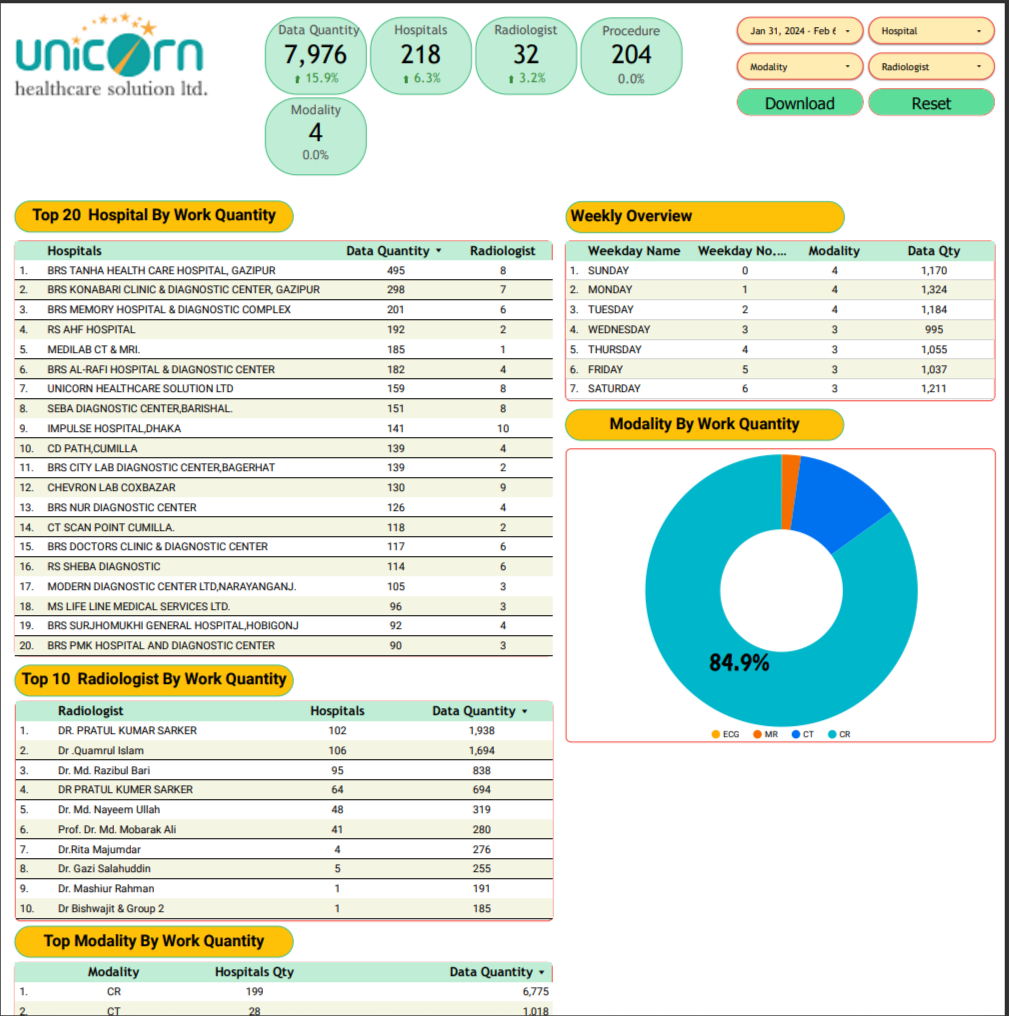 unicorn
healthcare solution ltd.
Data Quantity
7,976
15.9%
Hospitals
218
6.3%
Radiologist
32
3.2%
Procedure
204
0.0%
Modality
4
0.0%
Jan 31, 2024 - Feb 6
Hospital
Modality
Radiologist
Download
Reset
Top 20 Hospital By Work Quantity
Hospitals Data Quantity Radiologist
1. BRS TANHA HEALTH CARE HOSPITAL, GAZIPUR 495 8
2. BRS KONABARI CLINIC & DIAGNOSTIC CENTER, GAZIPUR 298 7
3. BRS MEMORY HOSPITAL & DIAGNOSTIC COMPLEX 201 6
4. RS AHF HOSPITAL 192 2
5. MEDILAB CT & MRI. 185 1
6. BRS AL-RAFI HOSPITAL & DIAGNOSTIC CENTER 182 4
7. UNICORN HEALTHCARE SOLUTION LTD 159 8
8. SEBA DIAGNOSTIC CENTER,BARISHAL. 151 8
9. IMPULSE HOSPITAL,DHAKA 141 10
10. CD PATH,CUMILLA 139 4
11. BRS CITY LAB DIAGNOSTIC CENTER,BAGERHAT 139 2
12. CHEVRON LAB COXBAZAR 130 9
13. BRS NUR DIAGNOSTIC CENTER 126 4
14. CT SCAN POINT CUMILLA. 118 2
15. BRS DOCTORS CLINIC & DIAGNOSTIC CENTER 117 6
16. RS SHEBA DIAGNOSTIC 114 6
17. MODERN DIAGNOSTIC CENTER LTD,NARAYANGANJ. 105 3
18. MS LIFE LINE MEDICAL SERVICES LTD. 96 3
19. BRS SURJHOMUKHI GENERAL HOSPITAL,HOBIGONJ 92 4
20. BRS PMK HOSPITAL AND DIAGNOSTIC CENTER 90 3
Top 10 Radiologist By Work Quantity
Radiologist Hospitals Data Quantity
1. DR. PRATUL KUMAR SARKER 102 1,938
2. Dr .Quamrul Islam 106 1,694
3. Dr. Md. Razibul Bari 95 838
4. DR PRATUL KUMER SARKER 64 694
5. Dr. Md. Nayeem Ullah 48 319
6. Prof. Dr. Md. Mobarak Ali 41 280
7. Dr.Rita Majumdar 4 276
8. Dr. Gazi Salahuddin 5 255
9. Dr. Mashiur Rahman 1 191
10. Dr Bishwajit & Group 2 1 185
Top Modality By Work Quantity
Modality Hospitals Qty Data Quantity
1. CR 199 6,775
2. CT 28 1,018
Weekly Overview
Weekday Name Weekday No.... Modality Data Qty
1. SUNDAY 0 4 1,170
2. MONDAY 1 4 1,324
3. TUESDAY 2 4 1,184
4. WEDNESDAY 3 3 995
5. THURSDAY 4 3 1,055
6. FRIDAY 5 3 1,037
7. SATURDAY 6 3 1,211
Modality By Work Quantity
84.9%
ECG MR CT CR